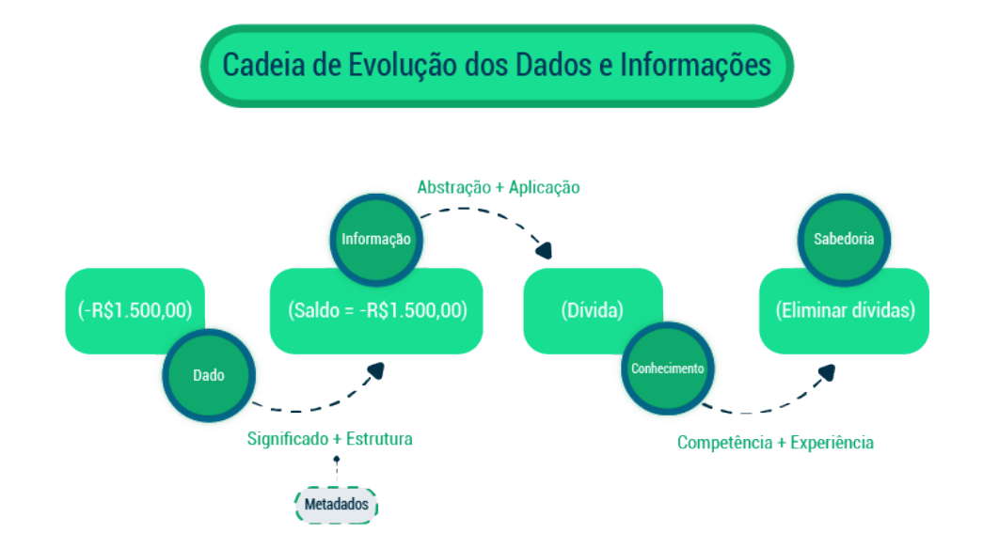 Cadeia de Evolução dos Dados e Informações
Abstração + Aplicação
Informação
Sabedoria
(-R$1.500,00)
(Saldo = -R$1.500,00)
(Dívida)
(Eliminar dívidas)
Dado
Conhecimento
Significado + Estrutura
Competência + Experiência
Metadados